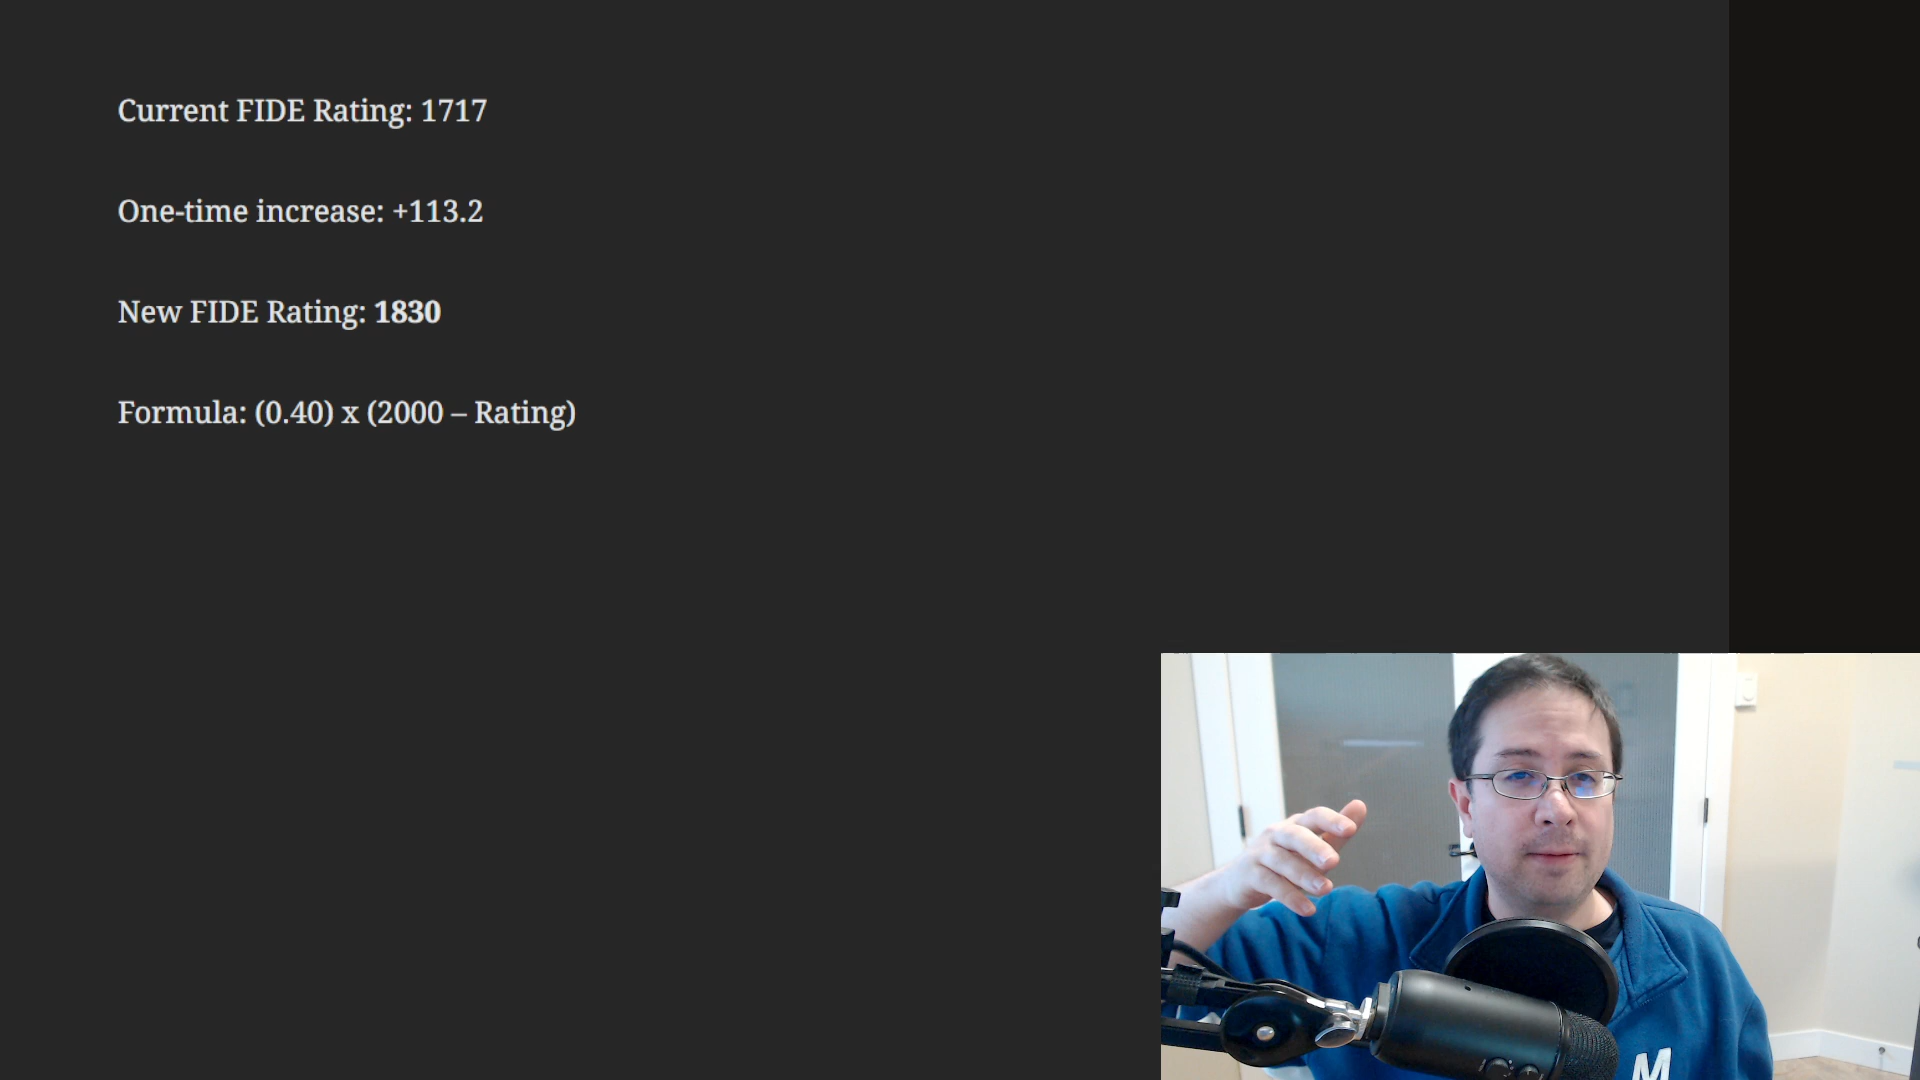 Current FIDE Rating: 1717
One-time increase: +113.2
New FIDE Rating: 1830
Formula: (0.40) x (2000 – Rating)
M